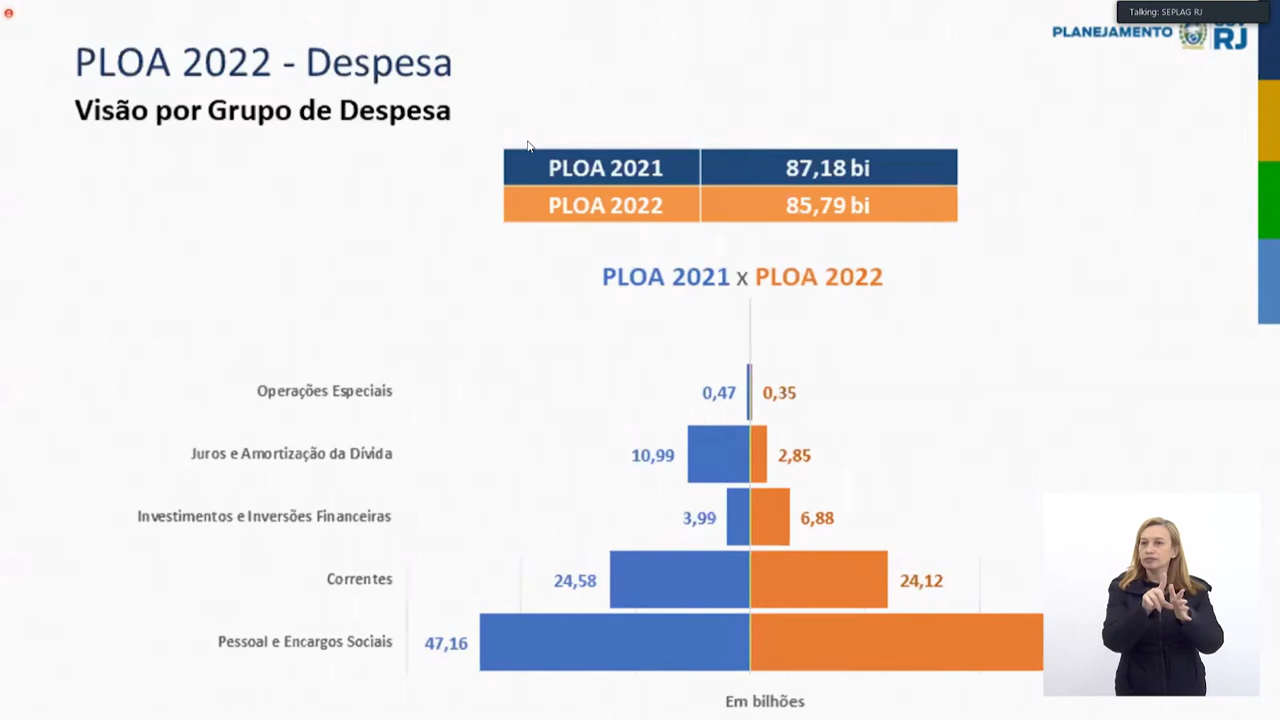 Talking: SEPLAG RJ
PLANEJAMENTO
RJ
PLOA 2022 - Despesa
Visão por Grupo de Despesa
PLOA 2021 87,18 bi
PLOA 2022 85,79 bi
PLOA 2021 x PLOA 2022
Operações Especiais 0,47 0,35
Juros e Amortização da Dívida 10,99 2,85
Investimentos e Inversões Financeiras 3,99 6,88
Correntes 24,58 24,12
Pessoal e Encargos Sociais 47,16
Em bilhões